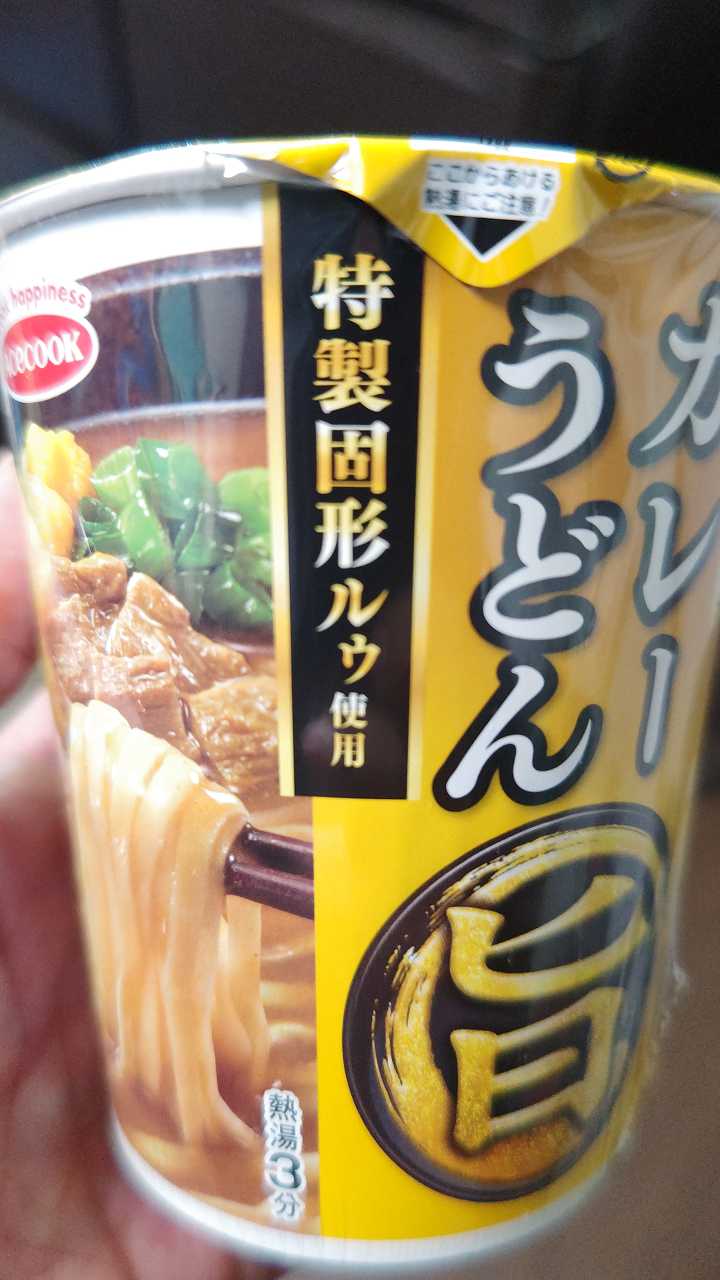 ここからあける
熱湯にご注意!
happiness
acecook
特製固形ルウ使用
カレー
うどん
旨
熱湯3分